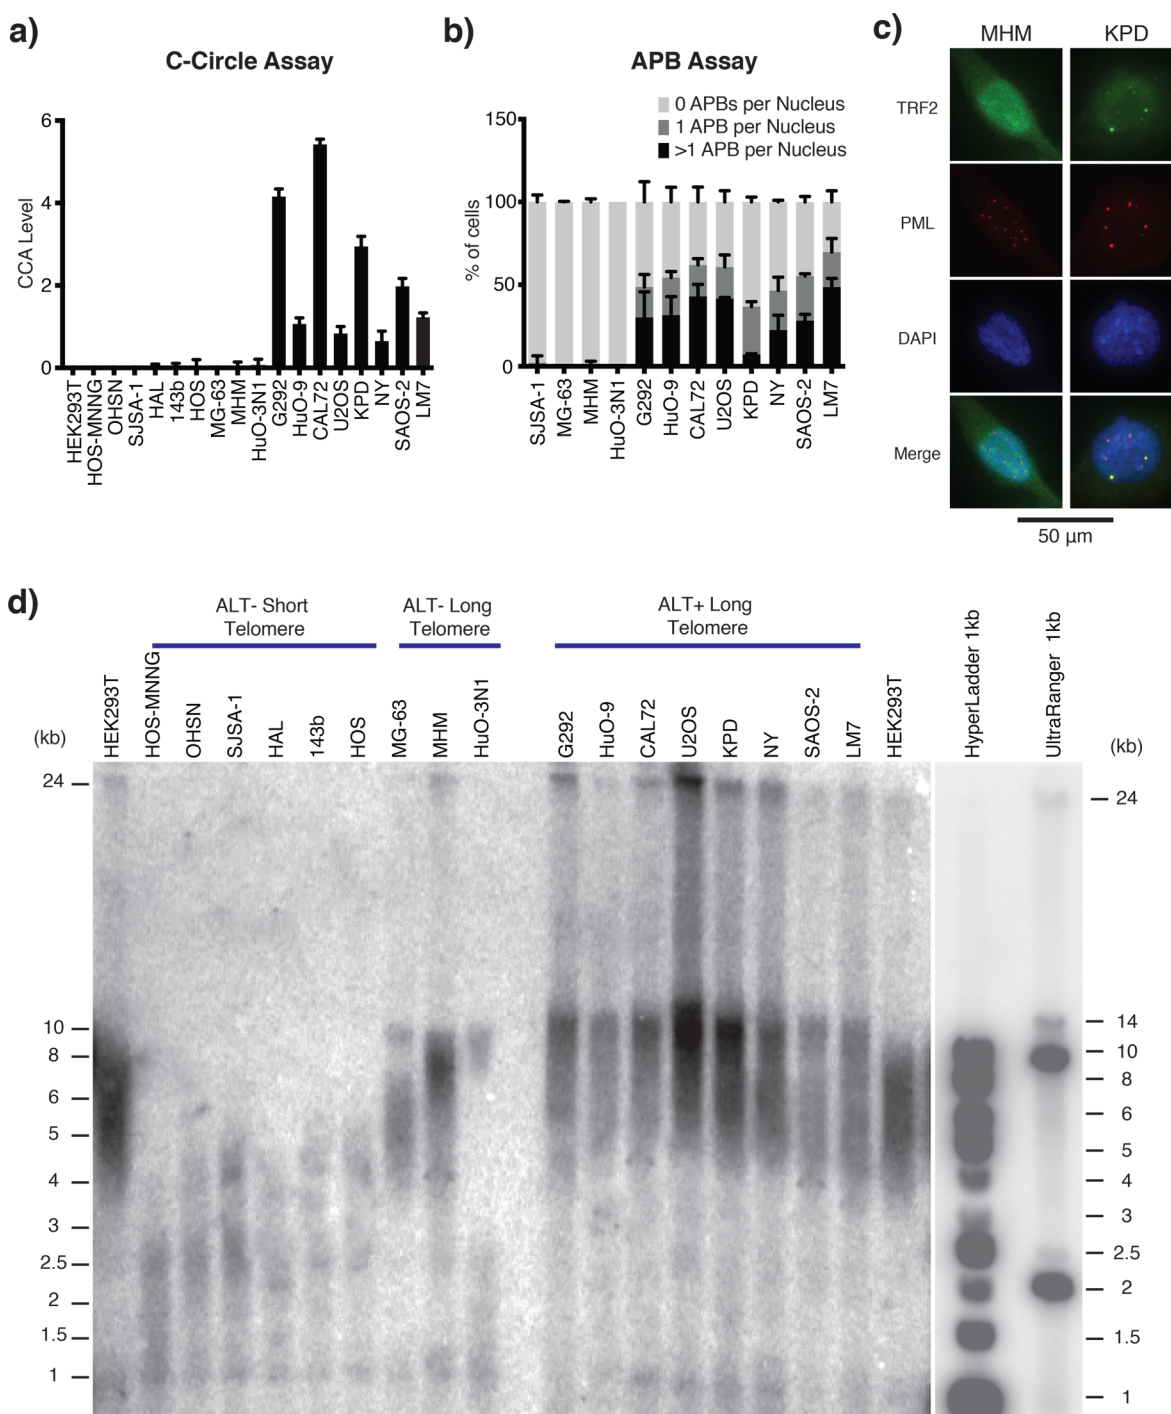 a)
C-Circle Assay
CCA Level
6
4
2
0
HEK293T
HOS-MNNG
OHSN
SJSA-1
HAL
143b
HOS
MG-63
MHM
HuO-3N1
G292
HuO-9
CAL72
U2OS
KPD
NY
SAOS-2
LM7
b)
APB Assay
0 APBs per Nucleus
1 APB per Nucleus
>1 APB per Nucleus
% of cells
150
100
50
0
SJSA-1
MG-63
MHM
HuO-3N1
G292
HuO-9
CAL72
U2OS
KPD
NY
SAOS-2
LM7
c)
MHM
KPD
TRF2
PML
DAPI
Merge
50 μm
d)
ALT- Short
Telomere
ALT- Long
Telomere
ALT+ Long
Telomere
(kb)
HEK293T
HOS-MNNG
OHSN
SJSA-1
HAL
143b
HOS
MG-63
MHM
HuO-3N1
G292
HuO-9
CAL72
U2OS
KPD
NY
SAOS-2
LM7
HEK293T
HyperLadder 1kb
UltraRanger 1kb
(kb)
24
10
8
6
5
4
3
2.5
2
1.5
1
24
14
10
8
6
5
4
3
2.5
2
1.5
1